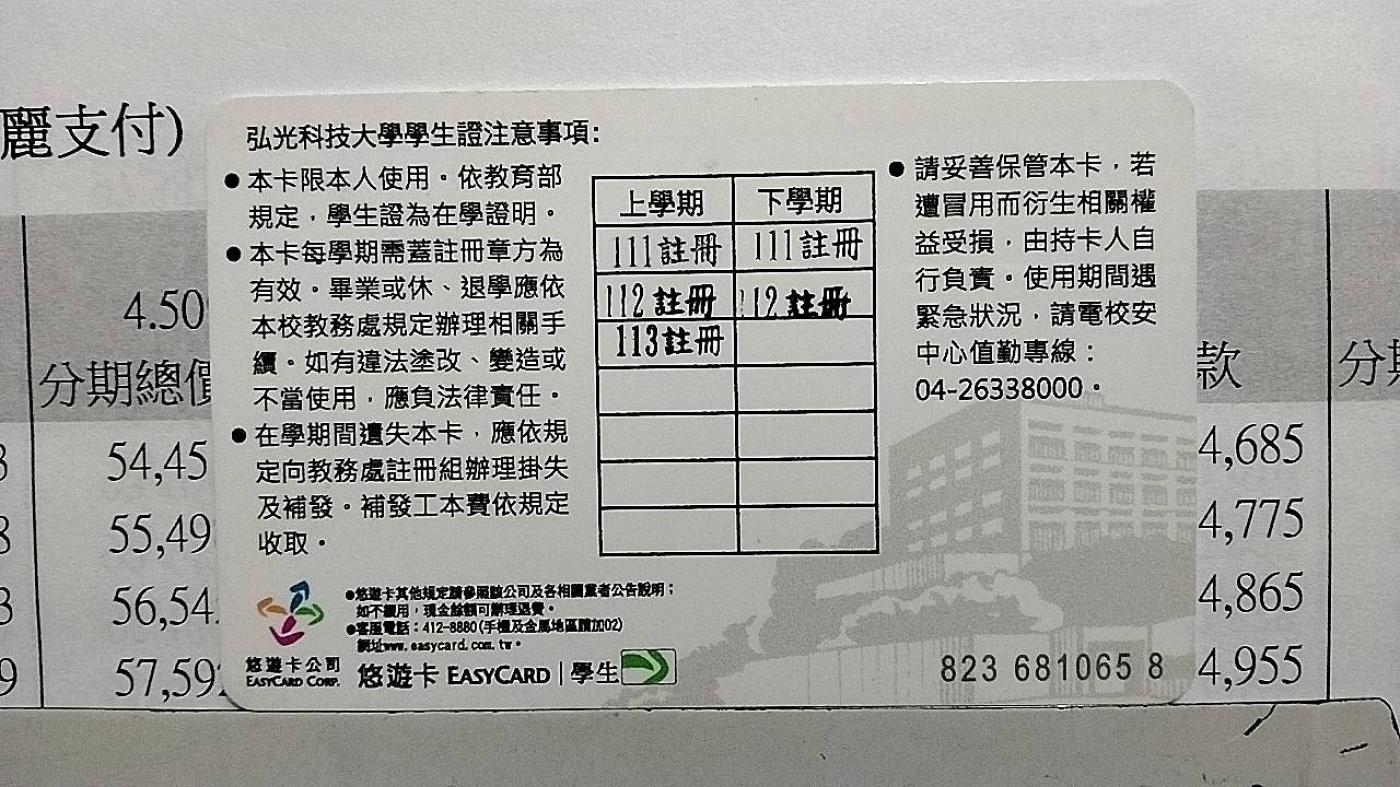 麗支付)
4.50
分期總價
54,45
55,49
56,54
57,59
弘光科技大學學生證注意事項:
●本卡限本人使用。依教育部
規定，學生證為在學證明。
●本卡每學期需蓋註冊章方為
有效。畢業或休、退學應依
本校教務處規定辦理相關手
續。如有違法塗改、變造或
不當使用，應負法律責任。
●在學期間遺失本卡，應依規
定向教務處註冊組辦理掛失
及補發。補發工本費依規定
收取。
上學期 下學期
111註冊 111註冊
112註冊 112註冊
113註冊
●請妥善保管本卡，若
遭冒用而衍生相關權
益受損，由持卡人自
行負責。使用期間遇
緊急狀況，請電校安
中心值勤專線：
04-26338000。
●悠遊卡其他規定請參照該公司及各相關業者公告說明；
如不續用，現金餘額可辦理退費。
●客服電話：412-8880(手機及金馬地區請加02)
網址www.easycard.com.tw。
悠遊卡公司
EASYCARD CORP.
悠遊卡 EASYCARD | 學生
823 681065 8
款
分期
4,685
4,775
4,865
4,955